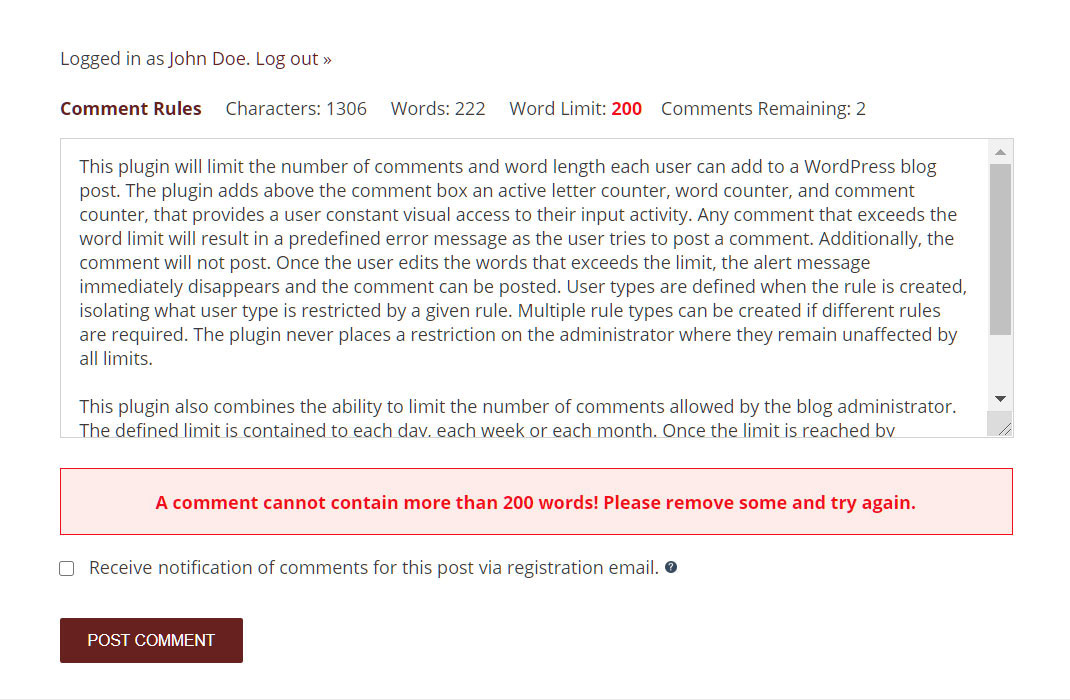 Logged in as John Doe. Log out »
Comment Rules Characters: 1306 Words: 222 Word Limit: 200 Comments Remaining: 2
This plugin will limit the number of comments and word length each user can add to a WordPress blog
post. The plugin adds above the comment box an active letter counter, word counter, and comment
counter, that provides a user constant visual access to their input activity. Any comment that exceeds the
word limit will result in a predefined error message as the user tries to post a comment. Additionally, the
comment will not post. Once the user edits the words that exceeds the limit, the alert message
immediately disappears and the comment can be posted. User types are defined when the rule is created,
isolating what user type is restricted by a given rule. Multiple rule types can be created if different rules
are required. The plugin never places a restriction on the administrator where they remain unaffected by
all limits.
This plugin also combines the ability to limit the number of comments allowed by the blog administrator.
The defined limit is contained to each day, each week or each month. Once the limit is reached by
A comment cannot contain more than 200 words! Please remove some and try again.
Receive notification of comments for this post via registration email. ?
POST COMMENT